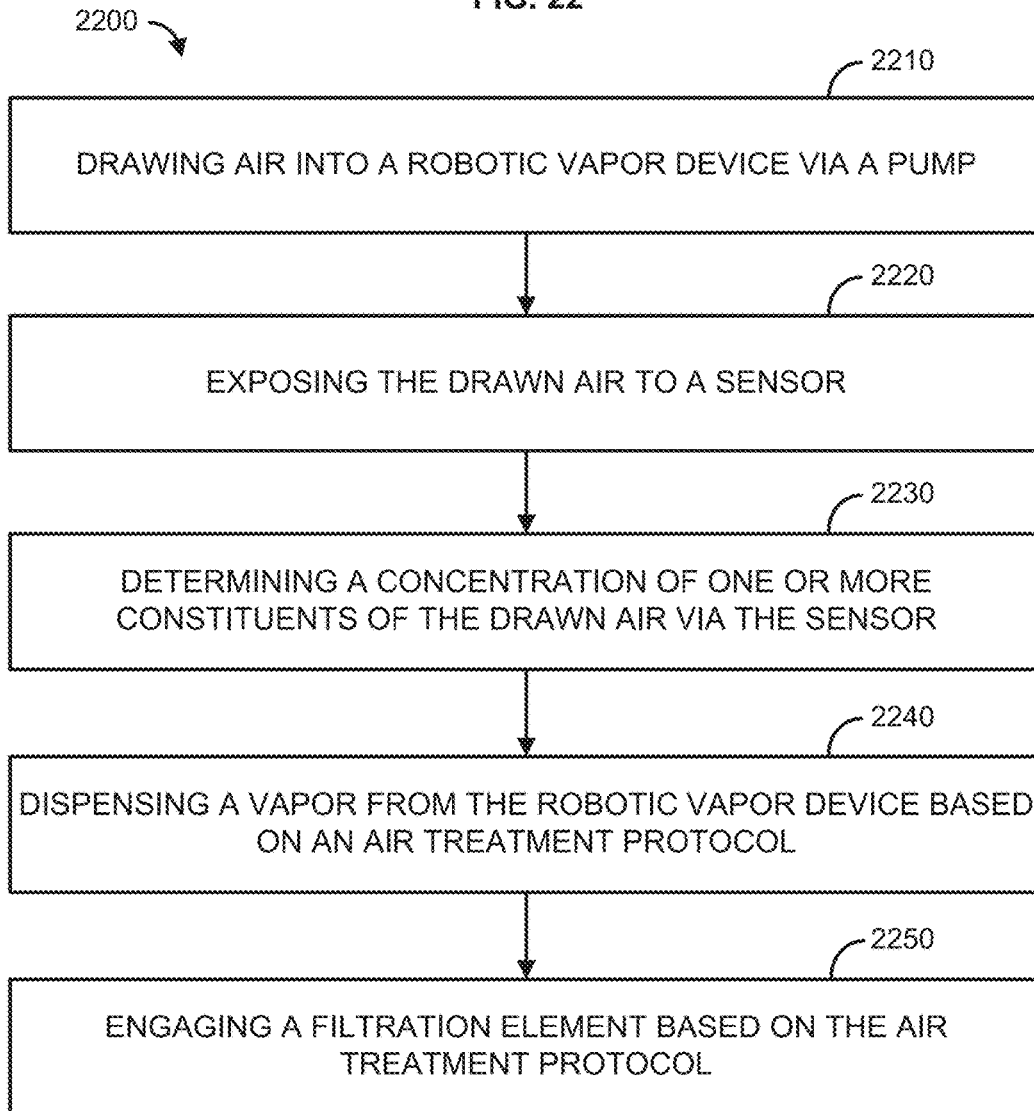 FIG. 22
2200
2210
DRAWING AIR INTO A ROBOTIC VAPOR DEVICE VIA A PUMP
2220
EXPOSING THE DRAWN AIR TO A SENSOR
2230
DETERMINING A CONCENTRATION OF ONE OR MORE
CONSTITUENTS OF THE DRAWN AIR VIA THE SENSOR
2240
DISPENSING A VAPOR FROM THE ROBOTIC VAPOR DEVICE BASED
ON AN AIR TREATMENT PROTOCOL
2250
ENGAGING A FILTRATION ELEMENT BASED ON THE AIR
TREATMENT PROTOCOL